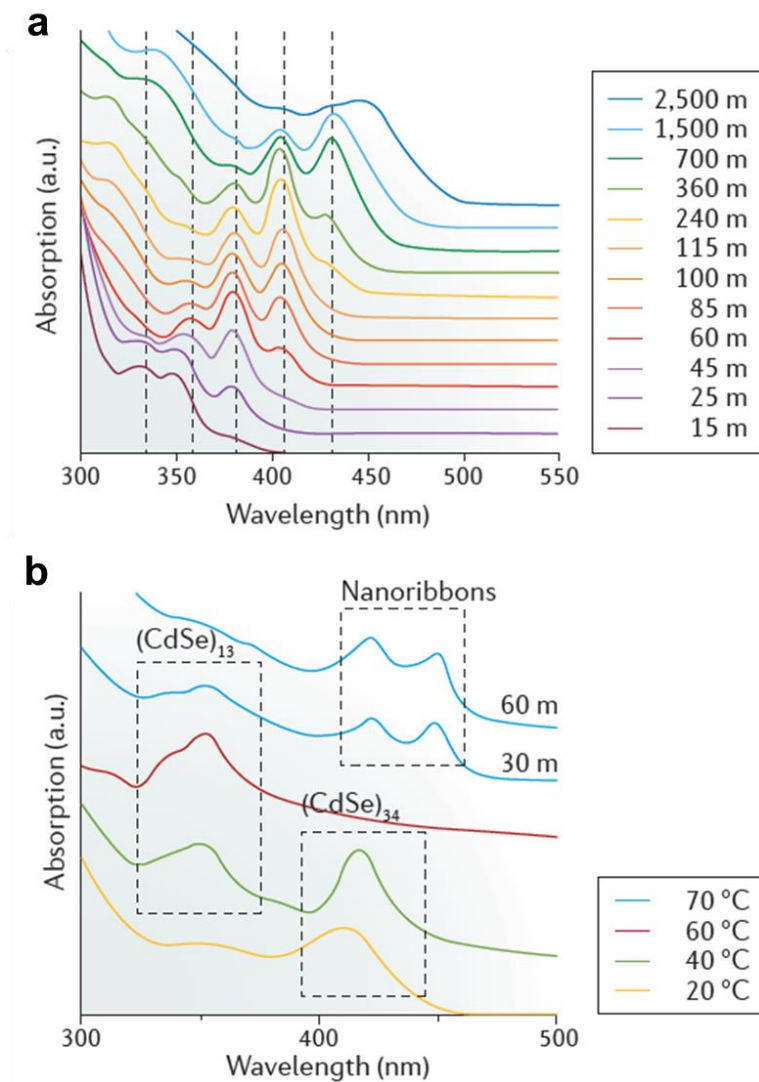 a
Absorption (a.u.)
300 350 400 450 500 550
Wavelength (nm)
2,500 m
1,500 m
700 m
360 m
240 m
115 m
100 m
85 m
60 m
45 m
25 m
15 m
b
Absorption (a.u.)
Nanoribbons
(CdSe)₁₃
60 m
30 m
(CdSe)₃₄
300 400 500
Wavelength (nm)
70 °C
60 °C
40 °C
20 °C